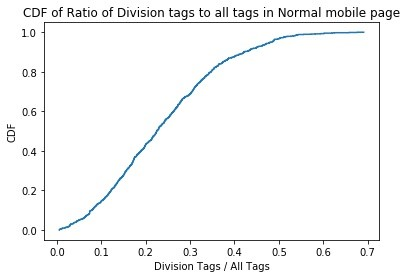 CDF of Ratio of Division tags to all tags in Normal mobile page
1.0
0.8
0.6
0.4
0.2
0.0
CDF
0.0 0.1 0.2 0.3 0.4 0.5 0.6 0.7
Division Tags / All Tags